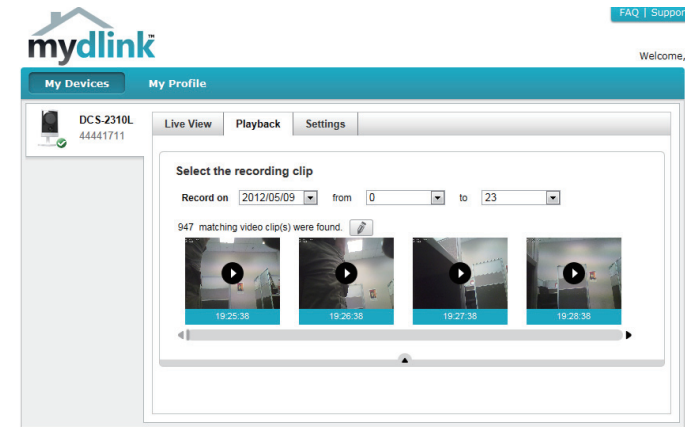 FAQ | Suppor
mydlink™
Welcome,
My Devices My Profile
DCS-2310L
44441711
Live View Playback Settings
Select the recording clip
Record on 2012/05/09 from 0 to 23
947 matching video clip(s) were found.
19:25:38 19:26:38 19:27:38 19:28:38